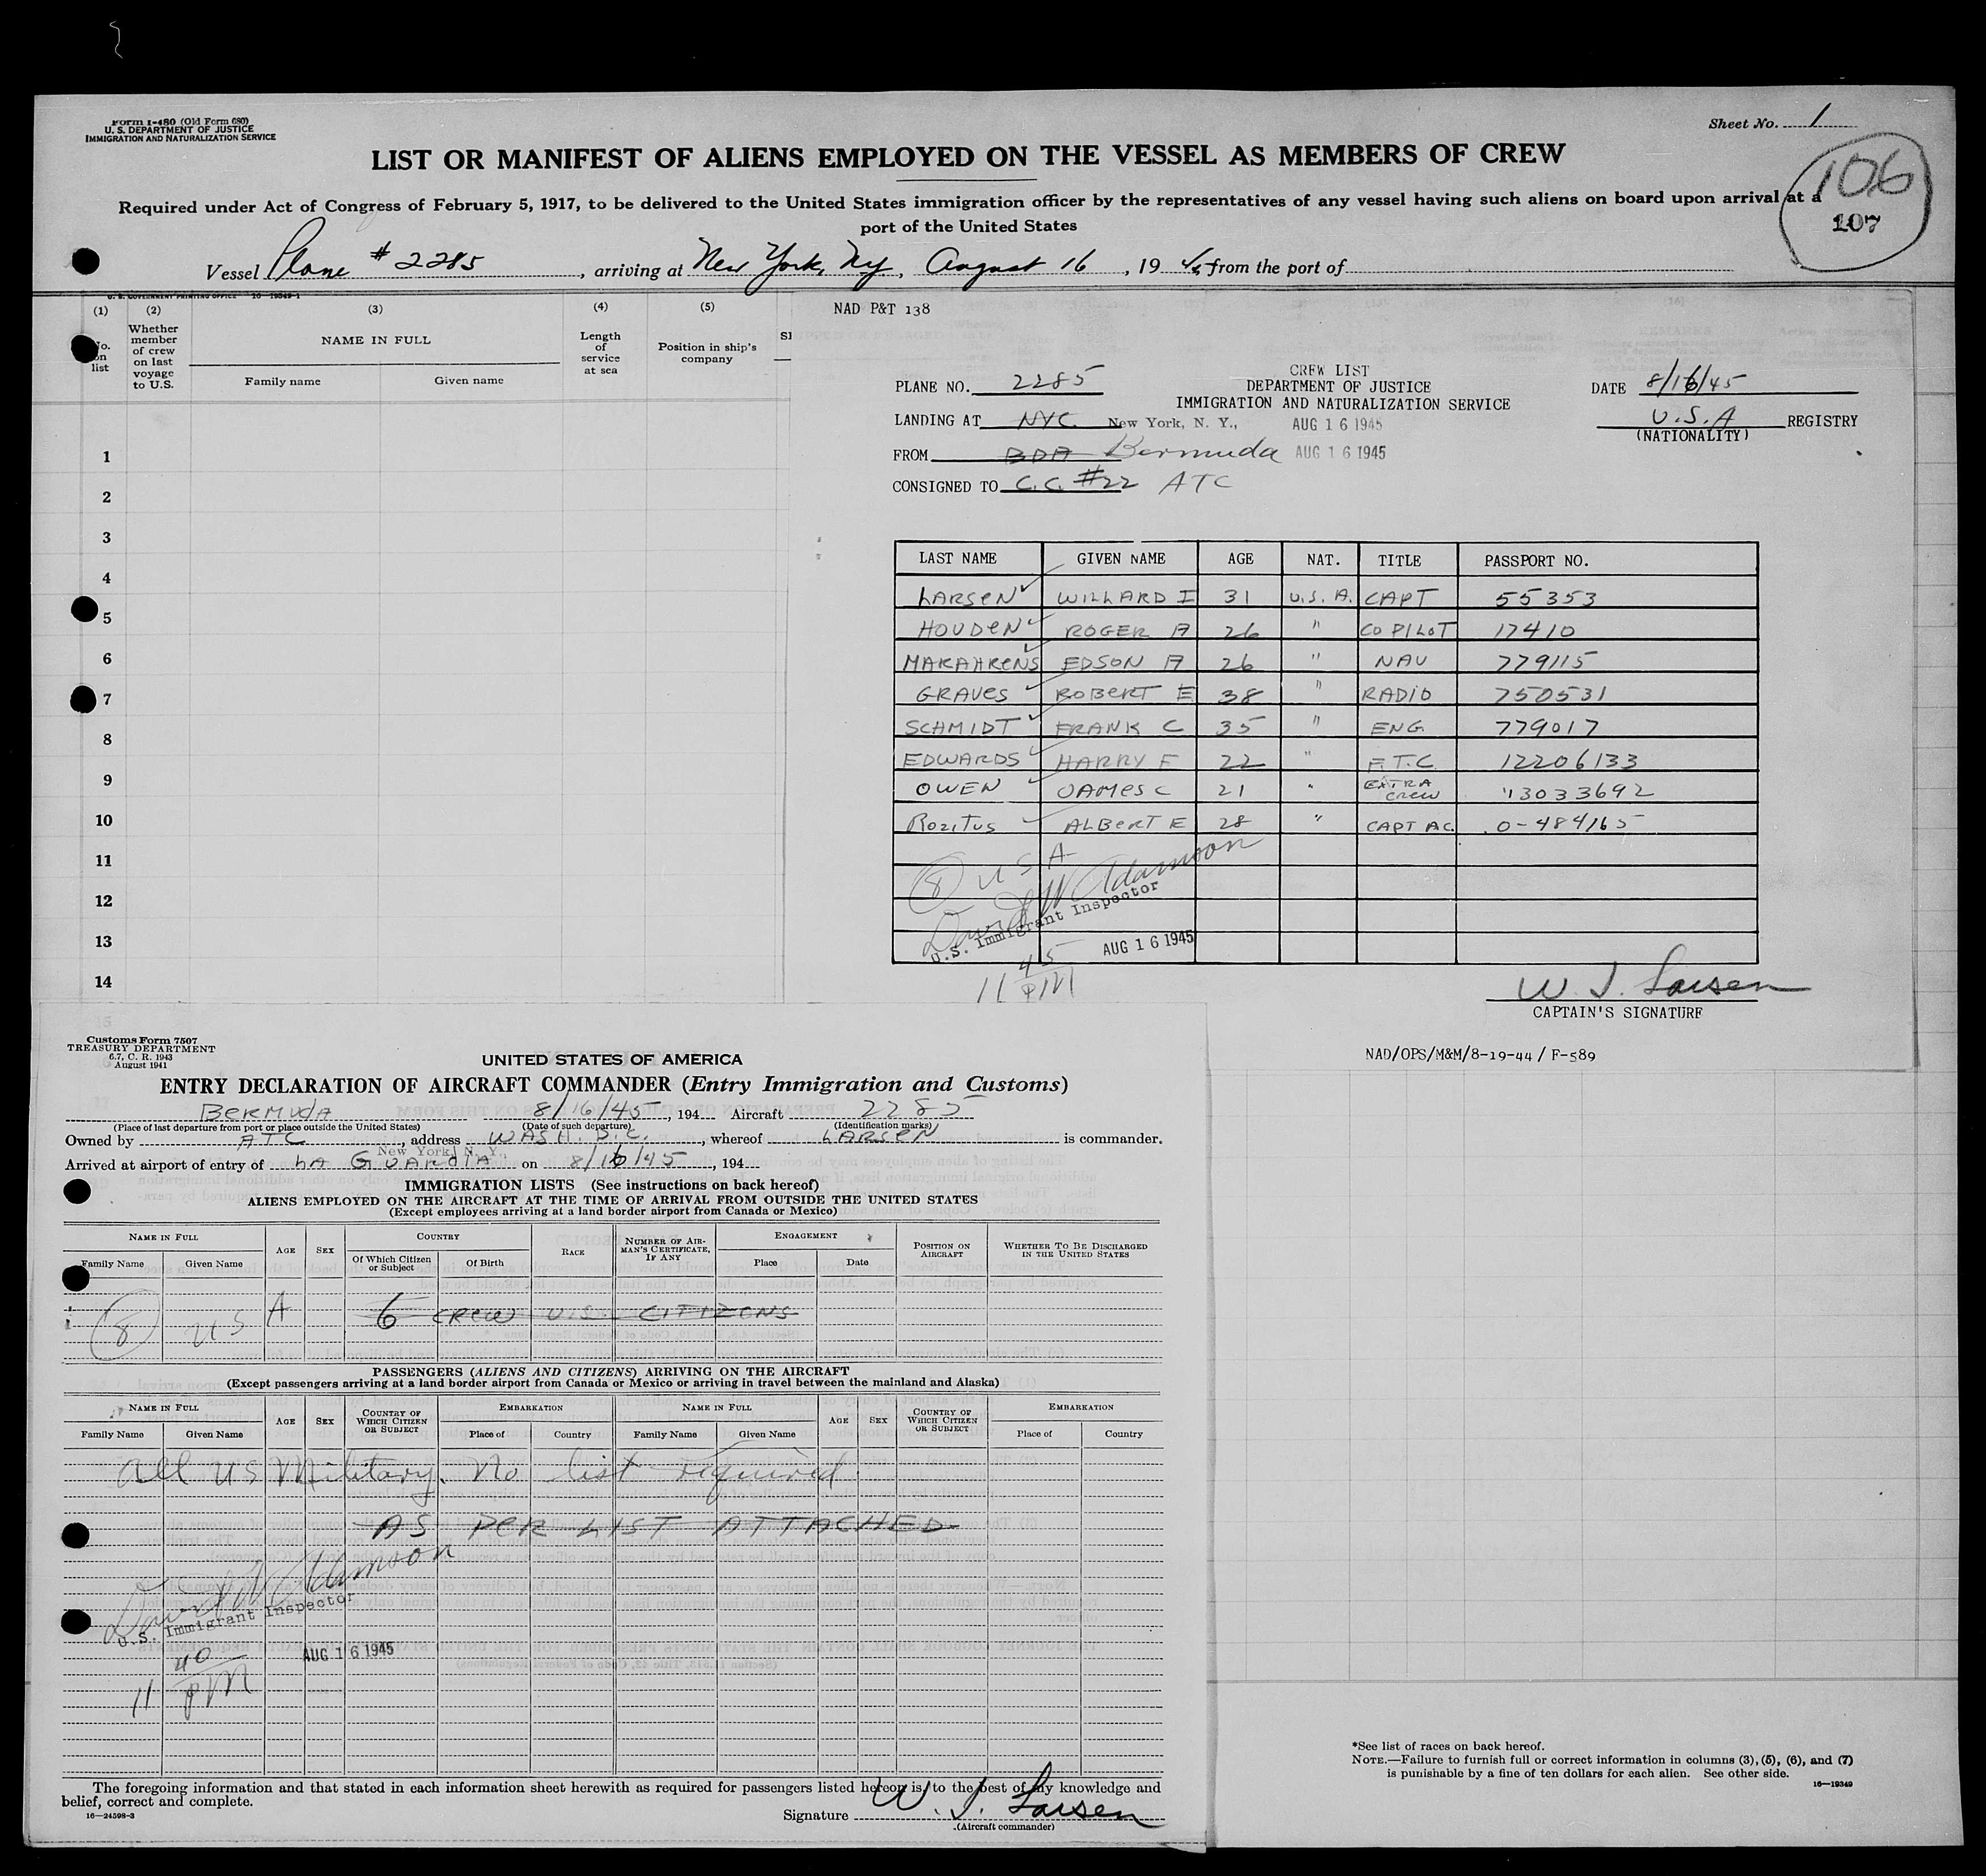 Form I-480 (Old Form 680)
U. S. DEPARTMENT OF JUSTICE
IMMIGRATION AND NATURALIZATION SERVICE
Sheet No. 1
LIST OR MANIFEST OF ALIENS EMPLOYED ON THE VESSEL AS MEMBERS OF CREW
106
107
Required under Act of Congress of February 5, 1917, to be delivered to the United States immigration officer by the representatives of any vessel having such aliens on board upon arrival at a
port of the United States
Vessel Plane # 2285, arriving at New York, NY, August 16, 19 45 from the port of
U. S. GOVERNMENT PRINTING OFFICE 16—19349-1
(1) (2) (3) (4) (5)
No. on list
Whether member of crew on last voyage to U.S.
NAME IN FULL
Family name Given name
Length of service at sea
Position in ship's company
1
2
3
4
5
6
7
8
9
10
11
12
13
14
NAD P&T 138
CREW LIST
PLANE NO. 2285 DEPARTMENT OF JUSTICE DATE 8/16/45
IMMIGRATION AND NATURALIZATION SERVICE
LANDING AT NYC New York, N. Y., AUG 16 1945 U.S.A REGISTRY
(NATIONALITY)
FROM BDA Bermuda AUG 16 1945
CONSIGNED TO C.C. #22 ATC
LAST NAME GIVEN NAME AGE NAT. TITLE PASSPORT NO.
LARSEN WILLARD I 31 U.S.A. CAPT 55353
HOUDEN ROGER A 26 " CO PILOT 17410
MARAHRENS EDSON A 26 " NAV 779115
GRAVES ROBERT E 38 " RADIO 750531
SCHMIDT FRANK C 35 " ENG 779017
EDWARDS HARRY F 22 " F.T.C. 12206133
OWEN JAMES C 21 " EXTRA CREW 13033692
ROZITUS ALBERT E 28 " CAPT AC. O-484165
8 USA
David W Adamson
U.S. Immigrant Inspector
AUG 16 1945
11 45 PM
W. I. Larsen
CAPTAIN'S SIGNATURE
NAD/OPS/M&M/8-19-44 / F-589
Customs Form 7507
TREASURY DEPARTMENT
6.7, C. R. 1943
August 1941
UNITED STATES OF AMERICA
ENTRY DECLARATION OF AIRCRAFT COMMANDER (Entry Immigration and Customs)
BERMUDA 8/16/45, 194 Aircraft 2285
(Place of last departure from port or place outside the United States) (Date of such departure) (Identification marks)
Owned by ATC, address WASH. D.C., whereof LARSEN is commander.
New York, N. Y.,
Arrived at airport of entry of LA GUARDIA on 8/16/45, 194
IMMIGRATION LISTS (See instructions on back hereof)
ALIENS EMPLOYED ON THE AIRCRAFT AT THE TIME OF ARRIVAL FROM OUTSIDE THE UNITED STATES
(Except employees arriving at a land border airport from Canada or Mexico)
NAME IN FULL AGE SEX COUNTRY RACE NUMBER OF AIRMAN'S CERTIFICATE, IF ANY ENGAGEMENT POSITION ON AIRCRAFT WHETHER TO BE DISCHARGED IN THE UNITED STATES
Family Name Given Name Of Which Citizen or Subject Of Birth Place Date
8 US A 6 CREW U.S. CITIZENS
PASSENGERS (ALIENS AND CITIZENS) ARRIVING ON THE AIRCRAFT
(Except passengers arriving at a land border airport from Canada or Mexico or arriving in travel between the mainland and Alaska)
NAME IN FULL AGE SEX COUNTRY OF WHICH CITIZEN OR SUBJECT EMBARKATION NAME IN FULL AGE SEX COUNTRY OF WHICH CITIZEN OR SUBJECT EMBARKATION
Family Name Given Name Place of Country Family Name Given Name Place of Country
All US Military. No list required
AS PER LIST ATTACHED
David W Adamson
U.S. Immigrant Inspector
AUG 16 1945
11 40 PM
The foregoing information and that stated in each information sheet herewith as required for passengers listed hereon is, to the best of my knowledge and
belief, correct and complete.
16—24598-3
Signature W. I. Larsen
(Aircraft commander)
*See list of races on back hereof.
NOTE.—Failure to furnish full or correct information in columns (3), (5), (6), and (7)
is punishable by a fine of ten dollars for each alien. See other side.
16—19349